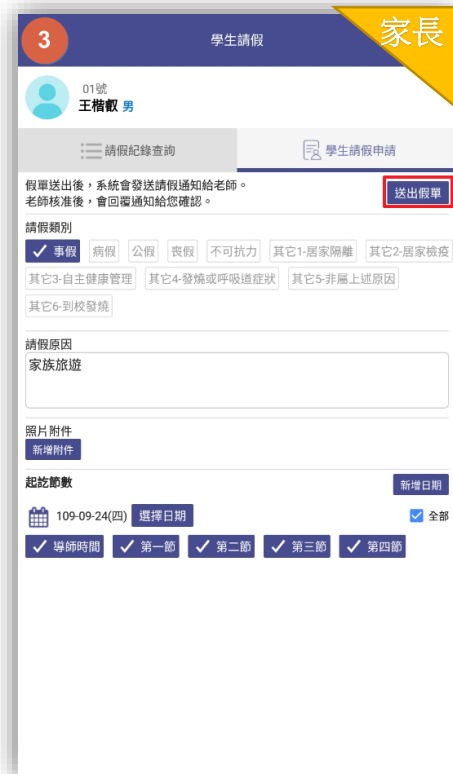 3
學生請假
家長
01號
王楷叡 男
請假紀錄查詢
學生請假申請
假單送出後，系統會發送請假通知給老師。
老師核准後，會回覆通知給您確認。
送出假單
請假類別
事假 病假 公假 喪假 不可抗力 其它1-居家隔離 其它2-居家檢疫
其它3-自主健康管理 其它4-發燒或呼吸道症狀 其它5-非屬上述原因
其它6-到校發燒
請假原因
家族旅遊
照片附件
新增附件
起訖節數
新增日期
109-09-24(四) 選擇日期 全部
導師時間 第一節 第二節 第三節 第四節